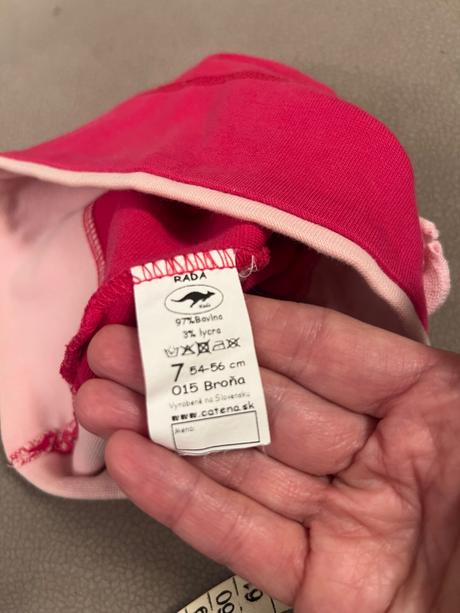 RADA
Rada
97%Bavlna
3% lycra
7 54-56 cm
015 Broňa
Vyrobené na Slovensku
www.catena.sk
Meno:
60